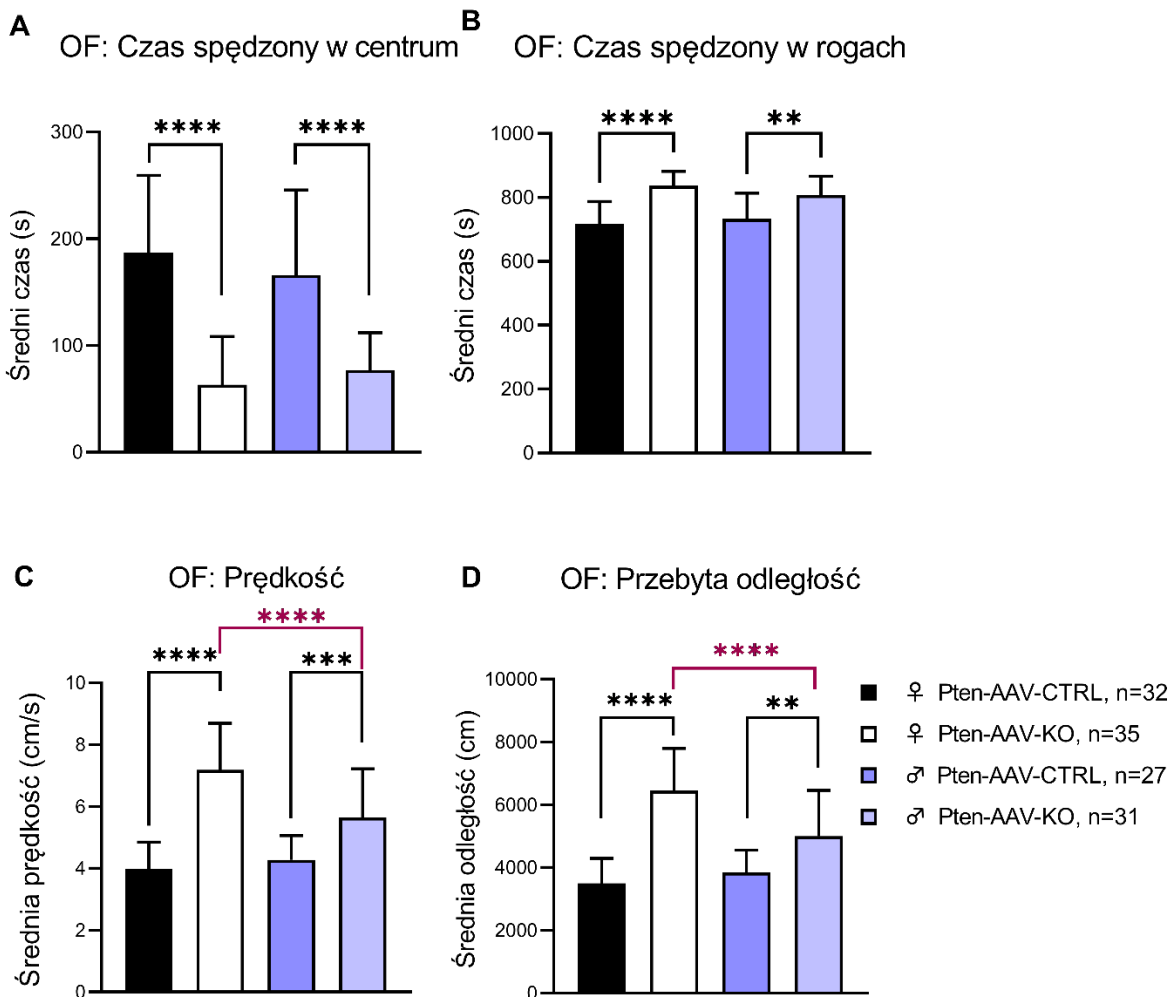 A
OF: Czas spędzony w centrum
Średni czas (s)
300
200
100
0
****
****
B
OF: Czas spędzony w rogach
Średni czas (s)
1000
800
600
400
200
0
****
**
C
OF: Prędkość
Średnia prędkość (cm/s)
10
8
6
4
2
0
****
****
***
D
OF: Przebyta odległość
Średnia odległość (cm)
10000
8000
6000
4000
2000
0
****
****
**
♀ Pten-AAV-CTRL, n=32
♀ Pten-AAV-KO, n=35
♂ Pten-AAV-CTRL, n=27
♂ Pten-AAV-KO, n=31